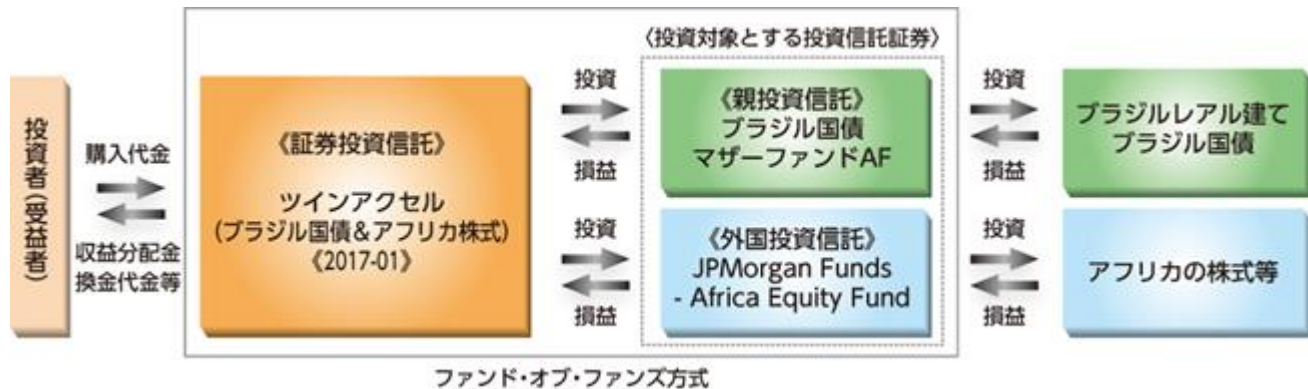 〈投資対象とする投資信託証券〉
投資者(受益者)
購入代金
収益分配金
換金代金等
《証券投資信託》
ツインアクセル
(ブラジル国債&アフリカ株式)
《2017-01》
投資
損益
《親投資信託》
ブラジル国債
マザーファンドAF
投資
損益
ブラジルレアル建て
ブラジル国債
投資
損益
《外国投資信託》
JPMorgan Funds
- Africa Equity Fund
投資
損益
アフリカの株式等
ファンド・オブ・ファンズ方式